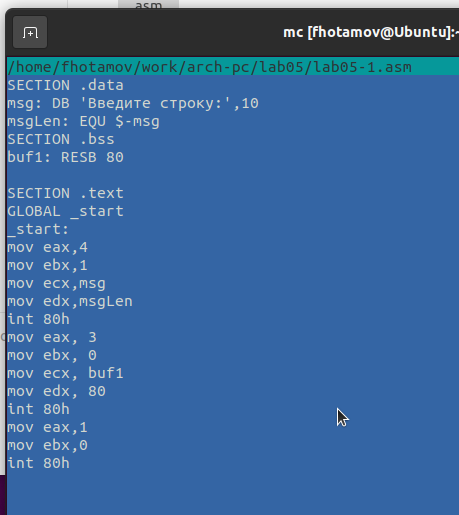 asm
mc [fhotamov@Ubuntu]:~
/home/fhotamov/work/arch-pc/lab05/lab05-1.asm
SECTION .data
msg: DB 'Введите строку:',10
msgLen: EQU $-msg
SECTION .bss
buf1: RESB 80
SECTION .text
GLOBAL _start
_start:
mov eax,4
mov ebx,1
mov ecx,msg
mov edx,msgLen
int 80h
mov eax, 3
mov ebx, 0
mov ecx, buf1
mov edx, 80
int 80h
mov eax,1
mov ebx,0
int 80h